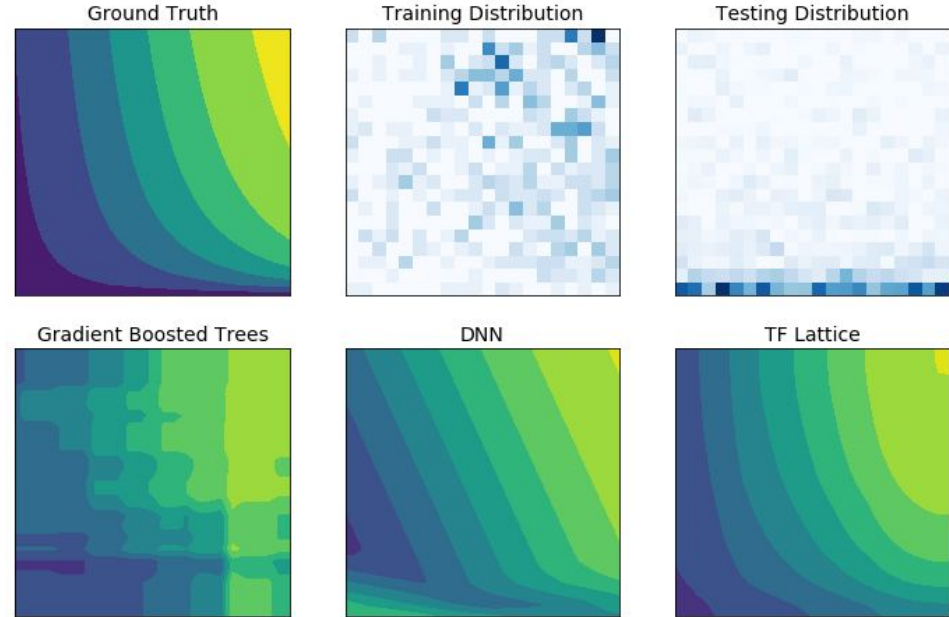 Ground Truth
Training Distribution
Testing Distribution
Gradient Boosted Trees
DNN
TF Lattice